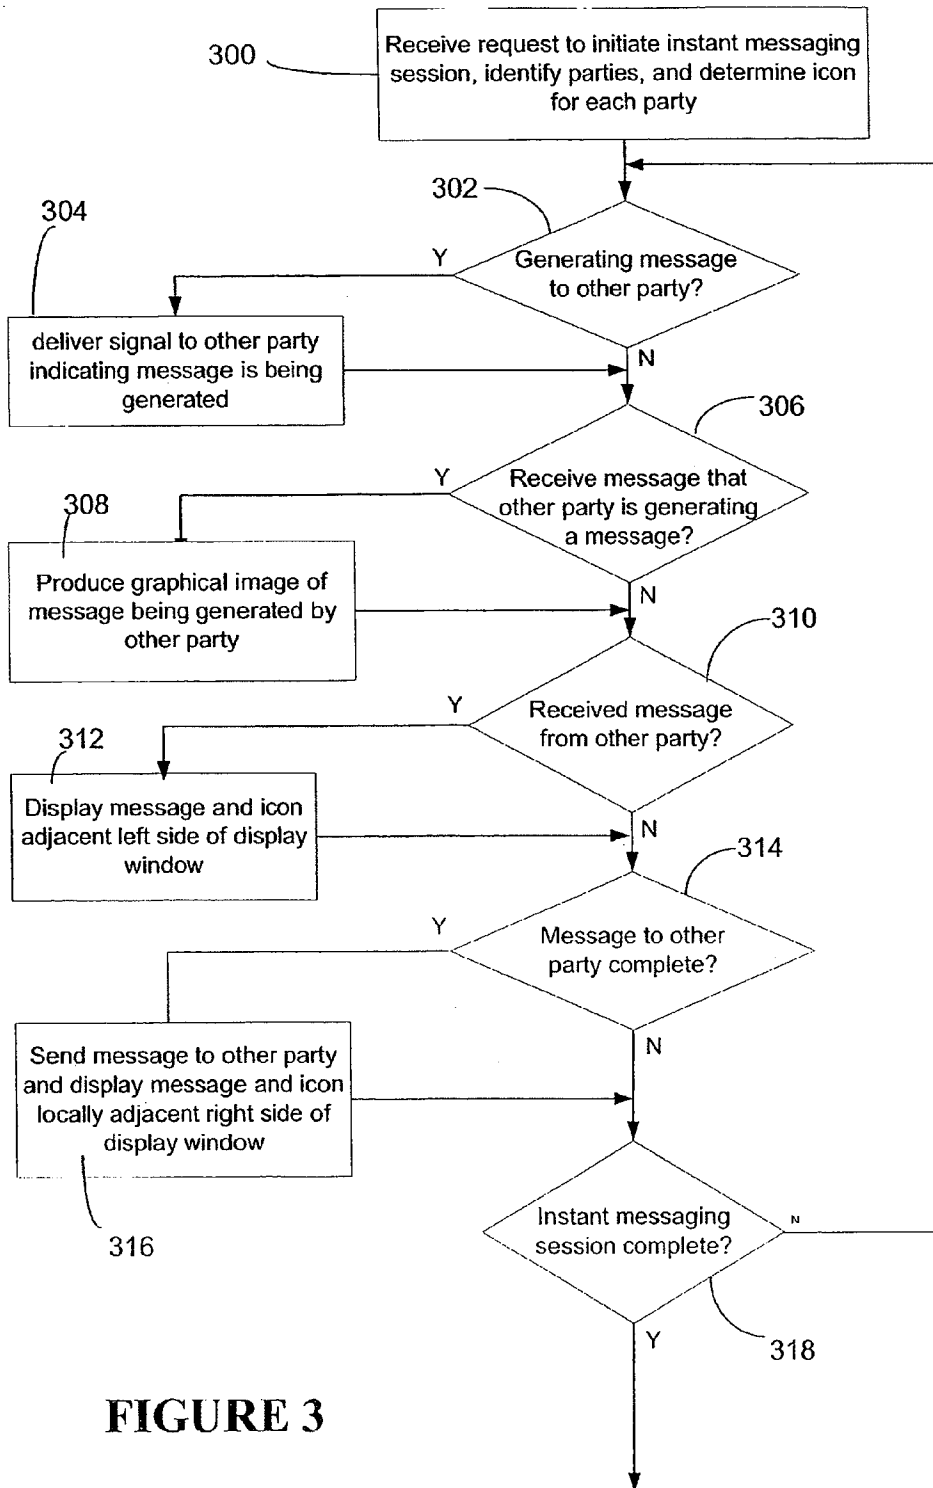 300
Receive request to initiate instant messaging
session, identify parties, and determine icon
for each party
302
304
Y
Generating message
to other party?
deliver signal to other party
indicating message is being
generated
N
306
Y
Receive message that
other party is generating
a message?
308
Produce graphical image of
message being generated by
other party
N
310
Y
Received message
from other party?
312
Display message and icon
adjacent left side of display
window
N
314
Y
Message to other
party complete?
Send message to other party
and display message and icon
locally adjacent right side of
display window
N
316
Instant messaging
session complete?
N
Y
318
FIGURE 3